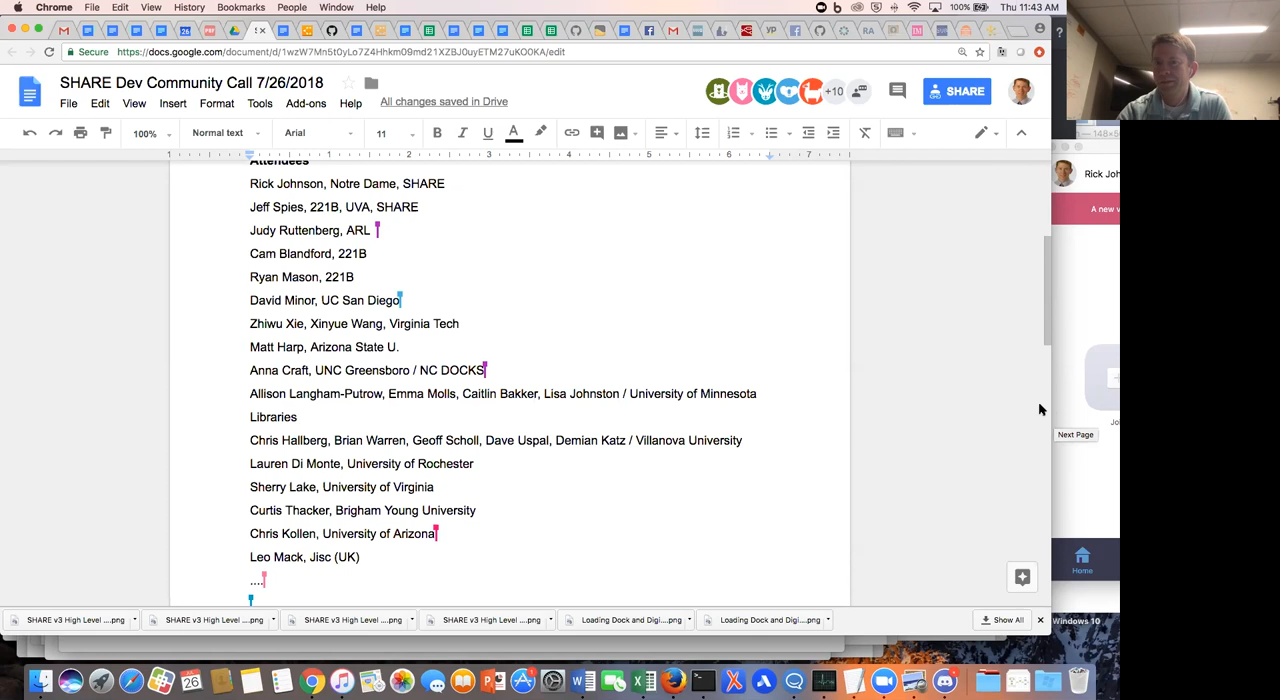 Chrome File Edit View History Bookmarks People Window Help 100% Thu 11:43 AM
Secure https://docs.google.com/document/d/1wzW7Mn5t0yLo7Z4Hhkm09md21XZBJ0uyETM27uKOOKA/edit
SHARE Dev Community Call 7/26/2018
+10
SHARE
File Edit View Insert Format Tools Add-ons Help All changes saved in Drive
100% Normal text Arial 11
1 1 2 3 4 5 6 7
Attendees
Rick Johnson, Notre Dame, SHARE
Jeff Spies, 221B, UVA, SHARE
Judy Ruttenberg, ARL
Cam Blandford, 221B
Ryan Mason, 221B
David Minor, UC San Diego
Zhiwu Xie, Xinyue Wang, Virginia Tech
Matt Harp, Arizona State U.
Anna Craft, UNC Greensboro / NC DOCKS
Allison Langham-Putrow, Emma Molls, Caitlin Bakker, Lisa Johnston / University of Minnesota
Libraries
Chris Hallberg, Brian Warren, Geoff Scholl, Dave Uspal, Demian Katz / Villanova University
Lauren Di Monte, University of Rochester
Sherry Lake, University of Virginia
Curtis Thacker, Brigham Young University
Chris Kollen, University of Arizona
Leo Mack, Jisc (UK)
....
Rick Joh
A new v
Next Page
Home
Windows 10
SHARE v3 High Level ....png SHARE v3 High Level ....png SHARE v3 High Level ....png SHARE v3 High Level ....png Loading Dock and Digi....png Loading Dock and Digi....png Show All